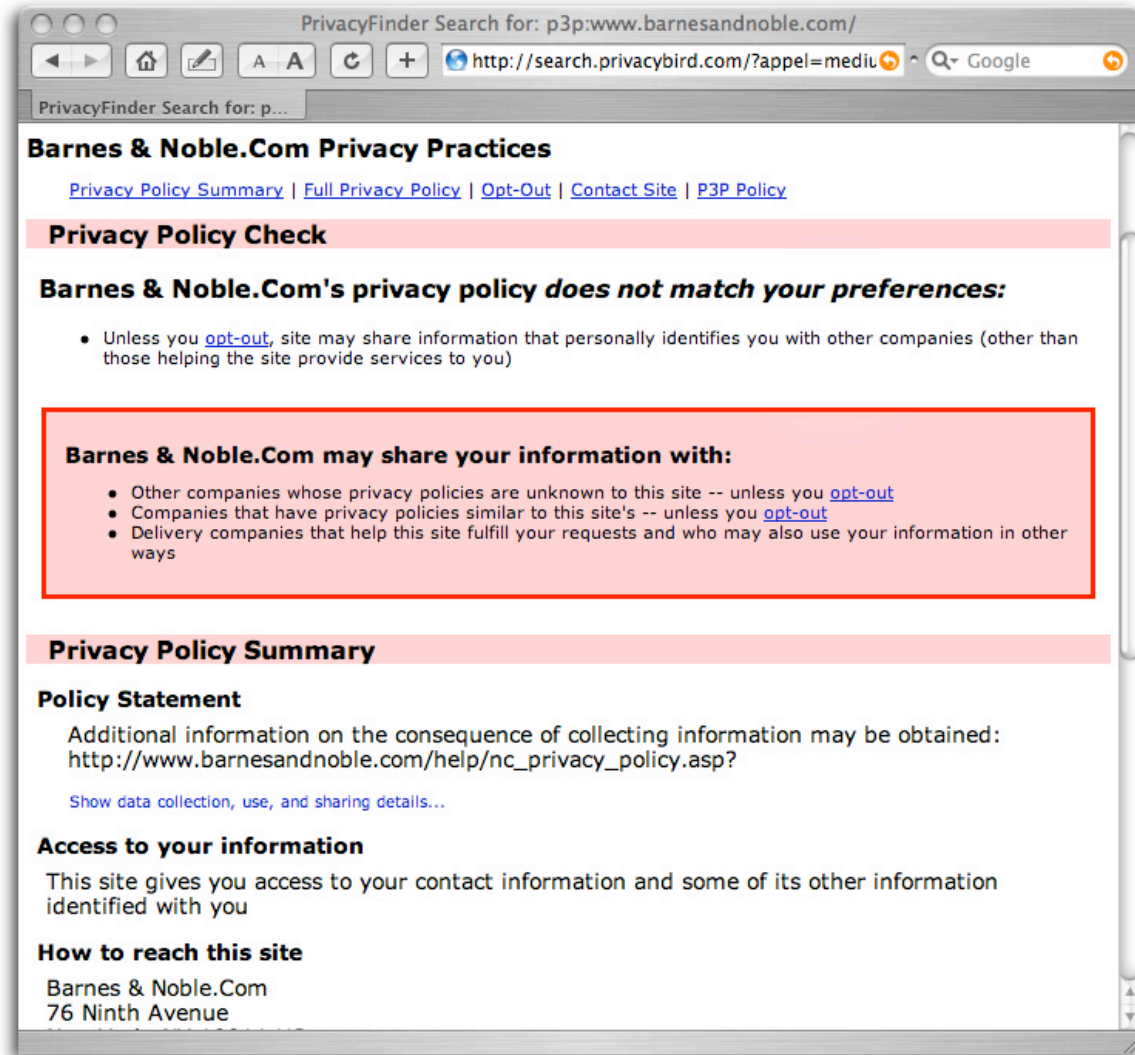 PrivacyFinder Search for: p3p:www.barnesandnoble.com/
A A http://search.privacybird.com/?appel=mediu Google
PrivacyFinder Search for: p...
Barnes & Noble.Com Privacy Practices
Privacy Policy Summary | Full Privacy Policy | Opt-Out | Contact Site | P3P Policy
Privacy Policy Check
Barnes & Noble.Com's privacy policy does not match your preferences:
• Unless you opt-out, site may share information that personally identifies you with other companies (other than
those helping the site provide services to you)
Barnes & Noble.Com may share your information with:
• Other companies whose privacy policies are unknown to this site -- unless you opt-out
• Companies that have privacy policies similar to this site's -- unless you opt-out
• Delivery companies that help this site fulfill your requests and who may also use your information in other
ways
Privacy Policy Summary
Policy Statement
Additional information on the consequence of collecting information may be obtained:
http://www.barnesandnoble.com/help/nc_privacy_policy.asp?
Show data collection, use, and sharing details...
Access to your information
This site gives you access to your contact information and some of its other information
identified with you
How to reach this site
Barnes & Noble.Com
76 Ninth Avenue